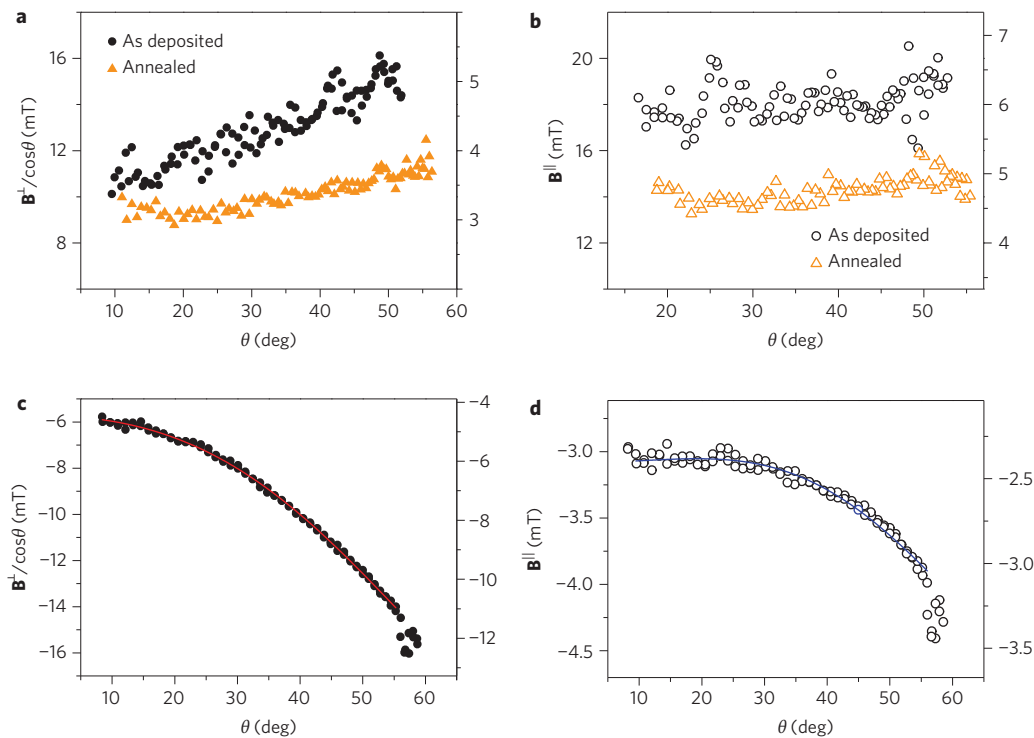 a
As deposited
Annealed
16
12
8
5
4
3
B⊥/cosθ (mT)
10 20 30 40 50 60
θ (deg)
b
20
16
12
7
6
5
4
B|| (mT)
As deposited
Annealed
20 30 40 50
θ (deg)
c
−6
−8
−10
−12
−14
−16
−4
−6
−8
−10
−12
B⊥/cosθ (mT)
10 20 30 40 50 60
θ (deg)
d
−3.0
−3.5
−4.0
−4.5
−2.5
−3.0
−3.5
B|| (mT)
10 20 30 40 50 60
θ (deg)